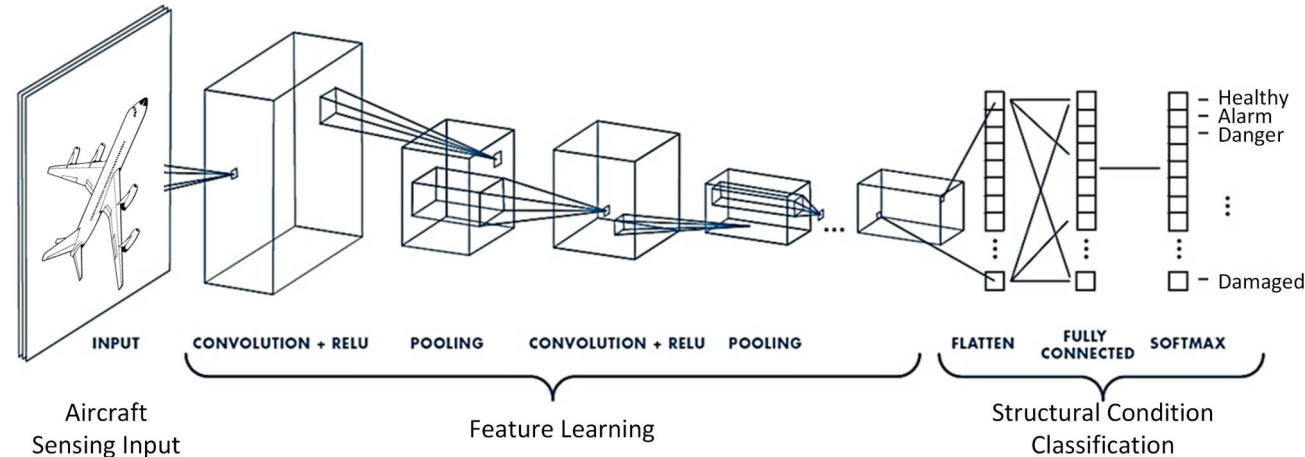 Healthy
Alarm
Danger
Damaged
INPUT
CONVOLUTION + RELU
POOLING
CONVOLUTION + RELU
POOLING
FLATTEN
FULLY
CONNECTED
SOFTMAX
Aircraft
Sensing Input
Feature Learning
Structural Condition
Classification